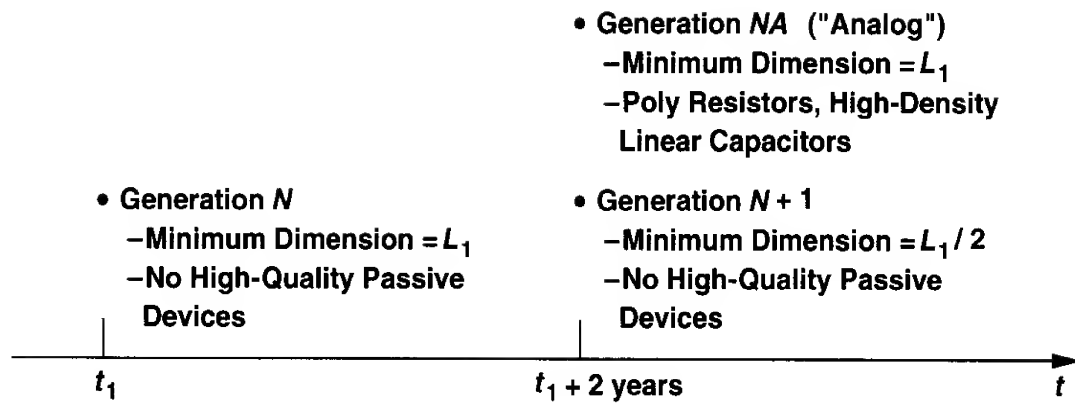 • Generation NA ("Analog")
–Minimum Dimension = L₁
–Poly Resistors, High-Density
Linear Capacitors
• Generation N
–Minimum Dimension = L₁
–No High-Quality Passive
Devices
• Generation N + 1
–Minimum Dimension = L₁ / 2
–No High-Quality Passive
Devices
t₁
t₁ + 2 years
t